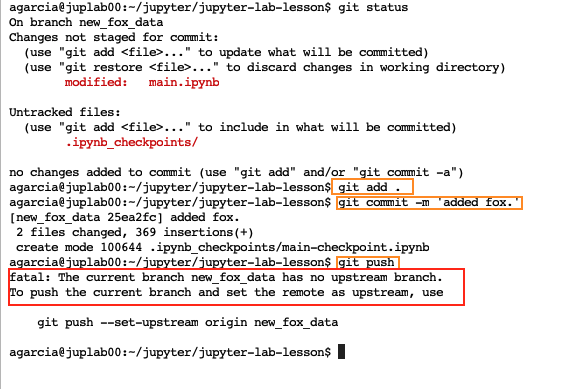 agarcia@juplab00:~/jupyter/jupyter-lab-lesson$ git status
On branch new_fox_data
Changes not staged for commit:
  (use "git add <file>..." to update what will be committed)
  (use "git restore <file>..." to discard changes in working directory)
        modified:   main.ipynb

Untracked files:
  (use "git add <file>..." to include in what will be committed)
        .ipynb_checkpoints/

no changes added to commit (use "git add" and/or "git commit -a")
agarcia@juplab00:~/jupyter/jupyter-lab-lesson$ git add .
agarcia@juplab00:~/jupyter/jupyter-lab-lesson$ git commit -m 'added fox.'
[new_fox_data 25ea2fc] added fox.
 2 files changed, 369 insertions(+)
 create mode 100644 .ipynb_checkpoints/main-checkpoint.ipynb
agarcia@juplab00:~/jupyter/jupyter-lab-lesson$ git push
fatal: The current branch new_fox_data has no upstream branch.
To push the current branch and set the remote as upstream, use

    git push --set-upstream origin new_fox_data

agarcia@juplab00:~/jupyter/jupyter-lab-lesson$